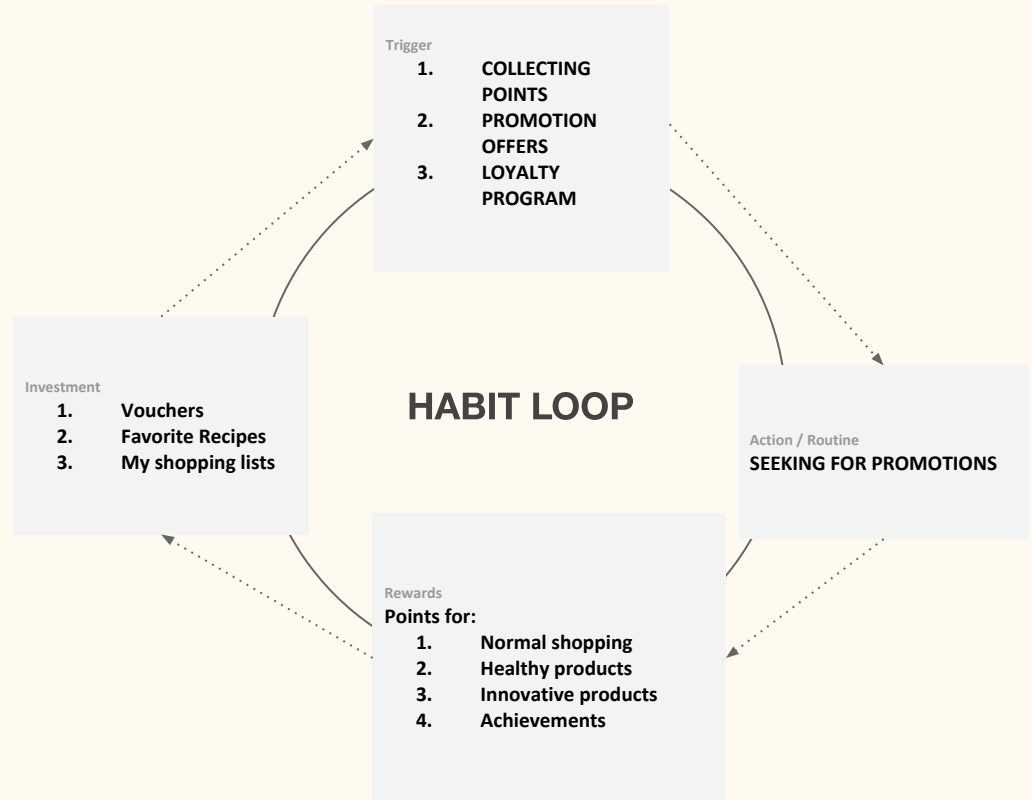 Trigger
1. COLLECTING
POINTS
2. PROMOTION
OFFERS
3. LOYALTY
PROGRAM
Investment
1. Vouchers
2. Favorite Recipes
3. My shopping lists
HABIT LOOP
Action / Routine
SEEKING FOR PROMOTIONS
Rewards
Points for:
1. Normal shopping
2. Healthy products
3. Innovative products
4. Achievements